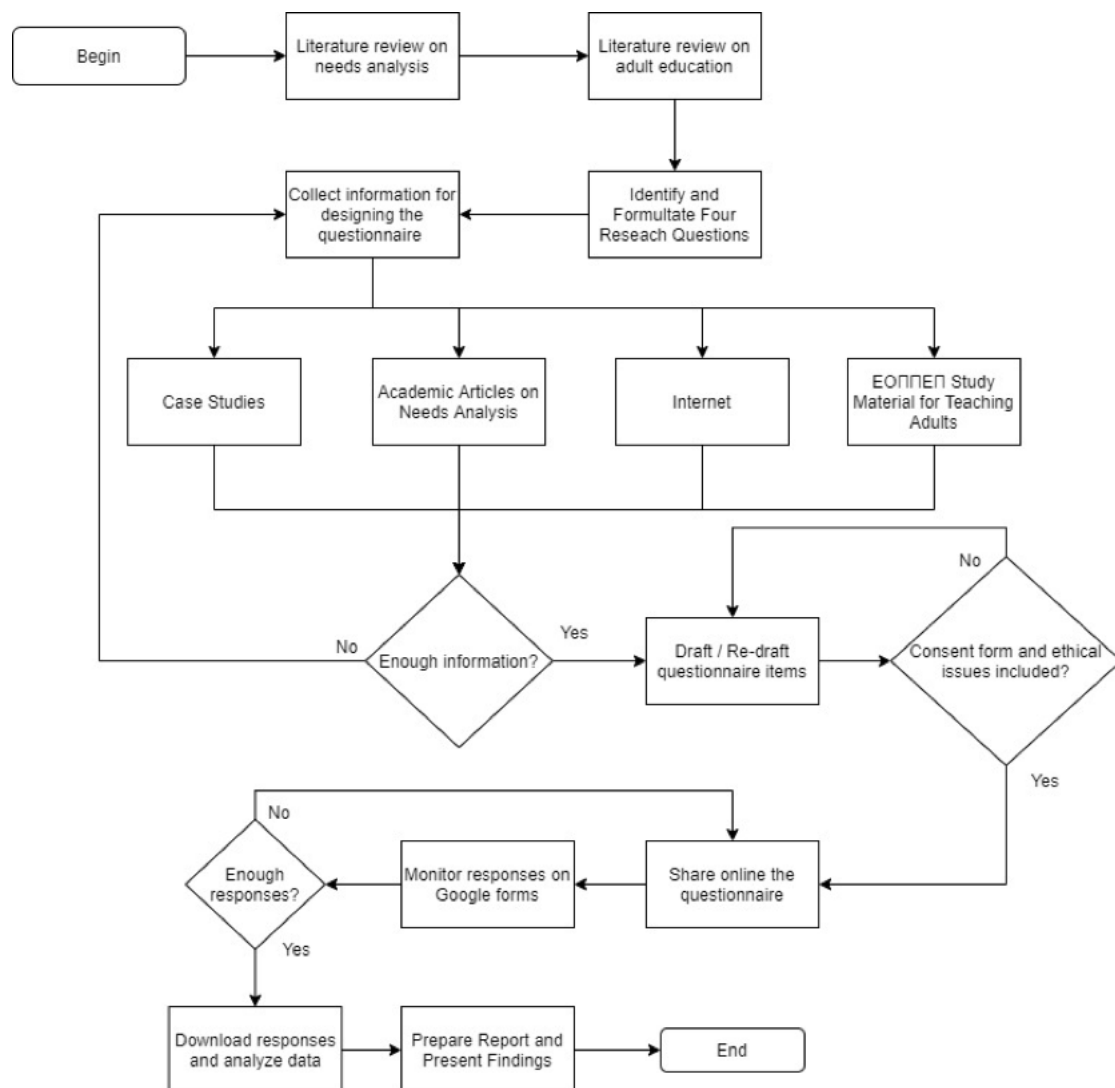 Begin
Literature review on
needs analysis
Literature review on
adult education
Collect information for
designing the
questionnaire
Identify and
Formultate Four
Reseach Questions
Case Studies
Academic Articles on
Needs Analysis
Internet
ΕΟΠΠΕΠ Study
Material for Teaching
Adults
No
Enough information?
Yes
Draft / Re-draft
questionnaire items
No
Consent form and ethical
issues included?
Yes
No
Enough
responses?
Yes
Monitor responses on
Google forms
Share online the
questionnaire
Download responses
and analyze data
Prepare Report and
Present Findings
End